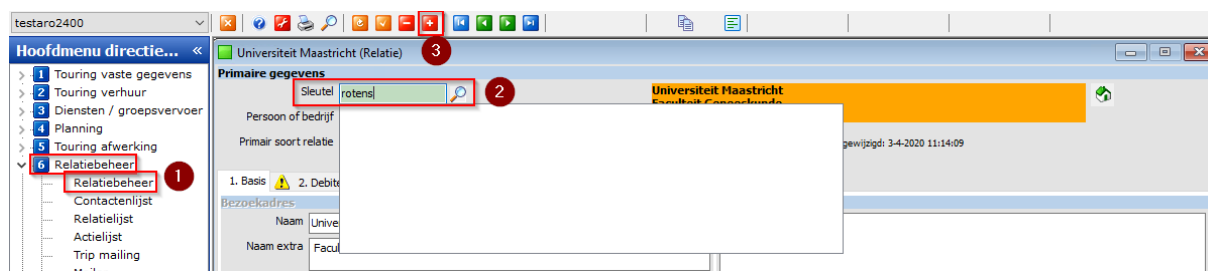 testaro2400
3
Hoofdmenu directie... «
Universiteit Maastricht (Relatie)
1 Touring vaste gegevens
Primaire gegevens
2 Touring verhuur
Sleutel rotens 2
Universiteit Maastricht
Faculteit Geneeskunde
3 Diensten / groepsvervoer
Persoon of bedrijf
4 Planning
5 Touring afwerking
Primair soort relatie
gewijzigd: 3-4-2020 11:14:09
6 Relatiebeheer
1
Relatiebeheer
1. Basis 2. Debite
Contactenlijst
Bezoekadres
Relatielijst
Naam Univer
Actielijst
Naam extra Facul
Trip mailing